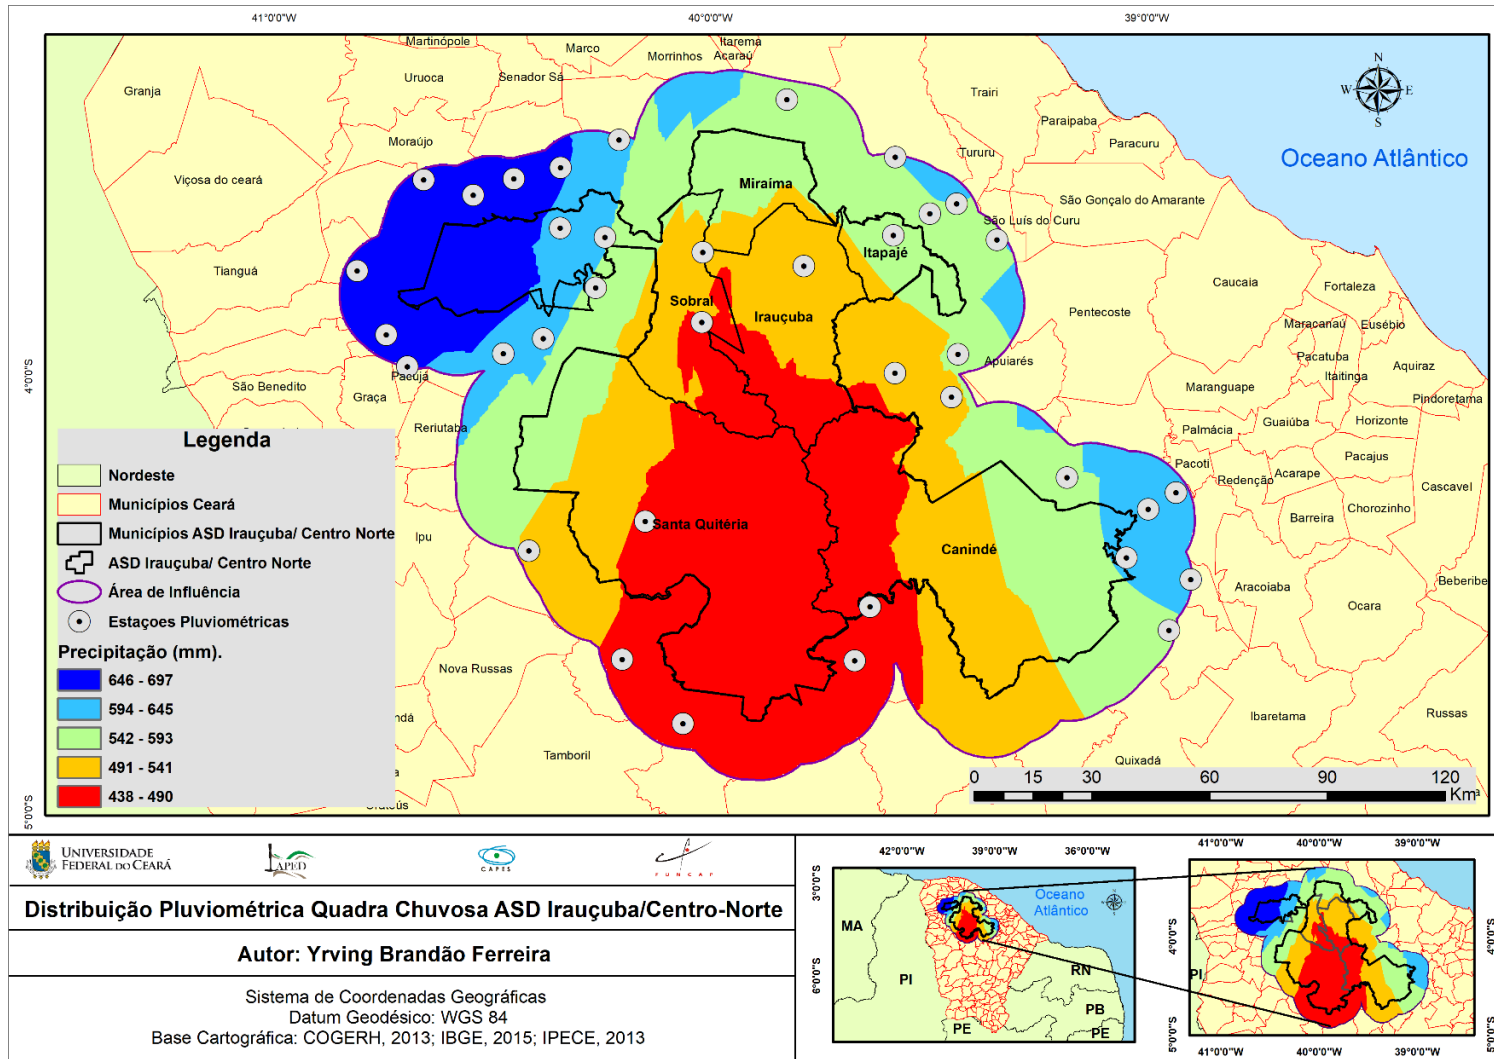 41°0'0"W
40°0'0"W
39°0'0"W
4°0'0"S
5°0'0"S
Martinópole
Marco
Itarema
Acaraú
Morrinhos
Granja
Uruoca
Senador Sá
Trairi
Moraújo
Paraipaba
Paracuru
Tururu
Viçosa do ceará
Miraíma
São Gonçalo do Amarante
São Luís do Curu
Itapajé
Tianguá
Caucaia
Fortaleza
Sobral
Irauçuba
Pentecoste
Maracanaú
Eusébio
Pacatuba
Itaitinga
Aquiraz
Apuiarés
São Benedito
Pacujá
Graça
Maranguape
Pindoretama
Reriutaba
Palmácia
Guaiúba
Horizonte
Pacoti
Redenção
Acarape
Pacajus
Cascavel
Barreira
Chorozinho
Ipu
Santa Quitéria
Canindé
Aracoiaba
Beberibe
Ocara
Nova Russas
Tamboril
Ibaretama
Russas
Quixadá
Oceano Atlântico
N
W
E
S
0
15
30
60
90
120
Km
Legenda
Nordeste
Municípios Ceará
Municípios ASD Irauçuba/ Centro Norte
ASD Irauçuba/ Centro Norte
Área de Influência
Estaçoes Pluviométricas
Precipitação (mm).
646 - 697
594 - 645
542 - 593
491 - 541
438 - 490
UNIVERSIDADE
FEDERAL DO CEARÁ
LAPED
CAPES
FUNCAP
Distribuição Pluviométrica Quadra Chuvosa ASD Irauçuba/Centro-Norte
Autor: Yrving Brandão Ferreira
Sistema de Coordenadas Geográficas
Datum Geodésico: WGS 84
Base Cartográfica: COGERH, 2013; IBGE, 2015; IPECE, 2013
42°0'0"W
39°0'0"W
36°0'0"W
3°0'0"S
6°0'0"S
Oceano
Atlântico
MA
PI
RN
PB
PE
PE
41°0'0"W
40°0'0"W
39°0'0"W
4°0'0"S
5°0'0"S
4°0'0"S
5°0'0"S
PI
41°0'0"W
40°0'0"W
39°0'0"W